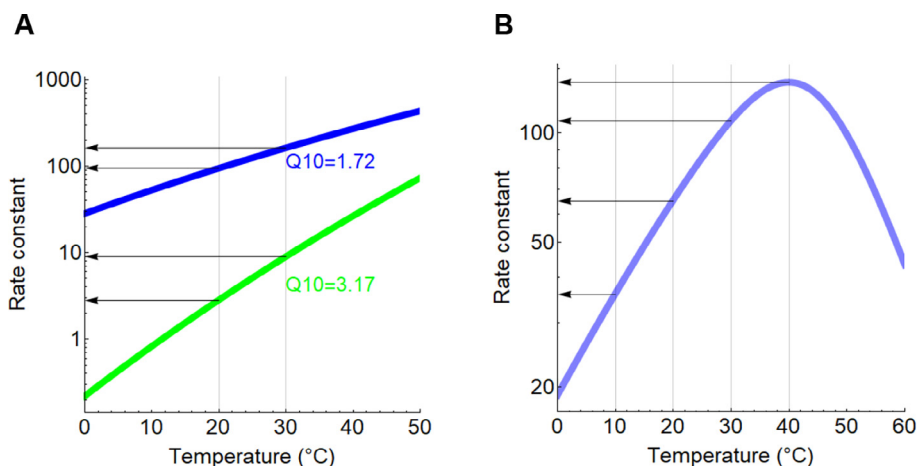 A
B
Rate constant
1000
100
10
1
Q10=1.72
Q10=3.17
0 10 20 30 40 50
Temperature (°C)
Rate constant
100
50
20
0 10 20 30 40 50 60
Temperature (°C)